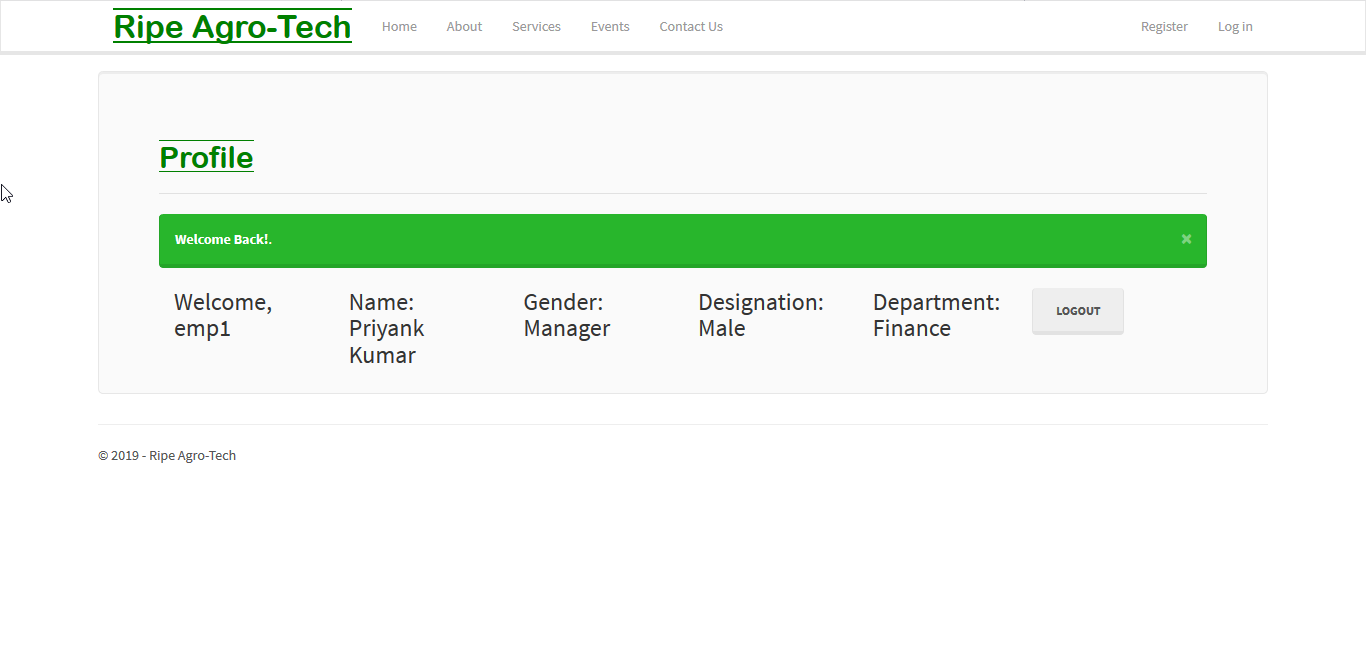 Ripe Agro-Tech Home About Services Events Contact Us Register Log in
Profile
Welcome Back!. ×
Welcome, emp1
Name: Priyank Kumar
Gender: Manager
Designation: Male
Department: Finance
LOGOUT
© 2019 - Ripe Agro-Tech